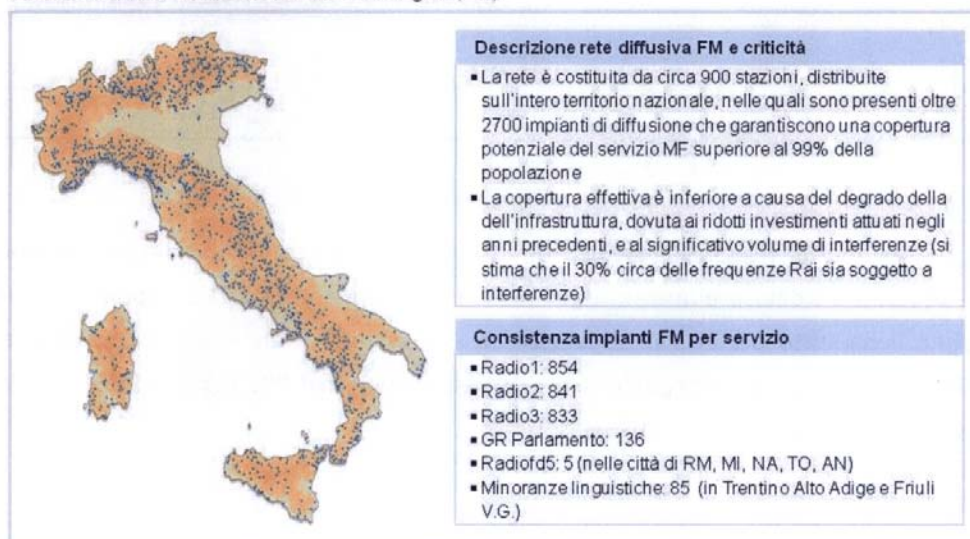 Descrizione rete diffusiva FM e criticità
▪ La rete è costituita da circa 900 stazioni, distribuite
sull'intero territorio nazionale, nelle quali sono presenti oltre
2700 impianti di diffusione che garantiscono una copertura
potenziale del servizio MF superiore al 99% della
popolazione
▪ La copertura effettiva è inferiore a causa del degrado della
dell'infrastruttura, dovuta ai ridotti investimenti attuati negli
anni precedenti, e al significativo volume di interferenze (si
stima che il 30% circa delle frequenze Rai sia soggetto a
interferenze)
Consistenza impianti FM per servizio
▪ Radio1: 854
▪ Radio2: 841
▪ Radio3: 833
▪ GR Parlamento: 136
▪ Radiofd5: 5 (nelle città di RM, MI, NA, TO, AN)
▪ Minoranze linguistiche: 85 (in Trentino Alto Adige e Friuli
V.G.)